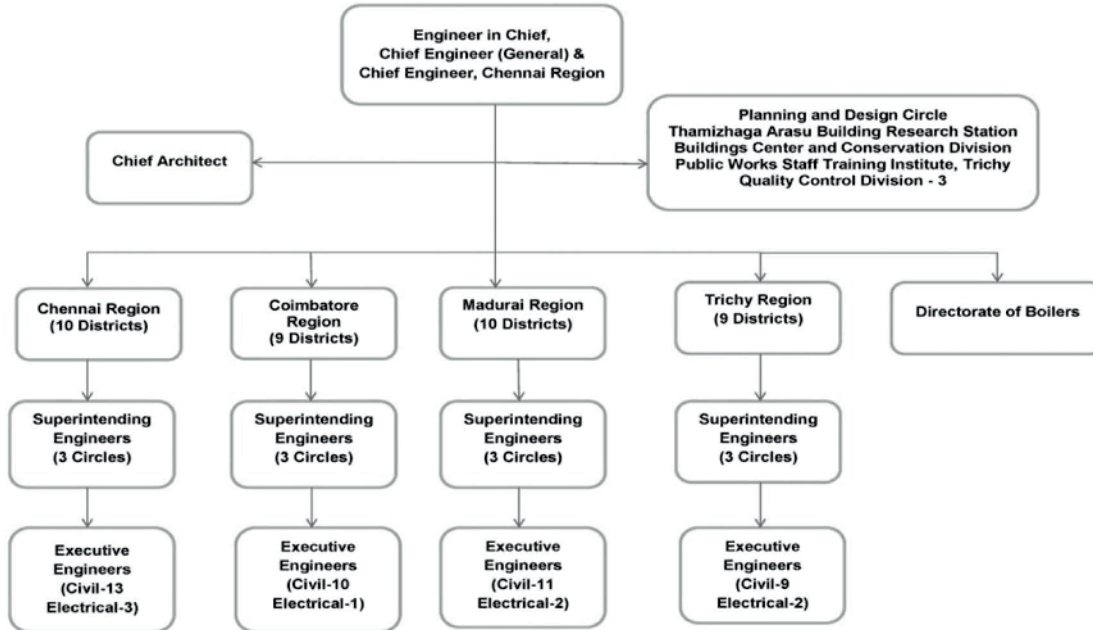 Engineer in Chief,
Chief Engineer (General) &
Chief Engineer, Chennai Region
Chief Architect
Planning and Design Circle
Thamizhaga Arasu Building Research Station
Buildings Center and Conservation Division
Public Works Staff Training Institute, Trichy
Quality Control Division - 3
Chennai Region
(10 Districts)
Coimbatore
Region
(9 Districts)
Madurai Region
(10 Districts)
Trichy Region
(9 Districts)
Directorate of Boilers
Superintending
Engineers
(3 Circles)
Superintending
Engineers
(3 Circles)
Superintending
Engineers
(3 Circles)
Superintending
Engineers
(3 Circles)
Executive
Engineers
(Civil-13
Electrical-3)
Executive
Engineers
(Civil-10
Electrical-1)
Executive
Engineers
(Civil-11
Electrical-2)
Executive
Engineers
(Civil-9
Electrical-2)